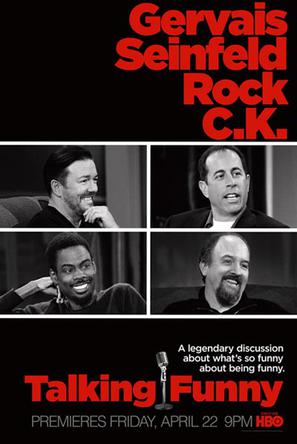 Gervais
Seinfeld
Rock
C.K.
A legendary discussion
about what's so funny
about being funny.
Talking Funny
PREMIERES FRIDAY, APRIL 22 9PM HBO